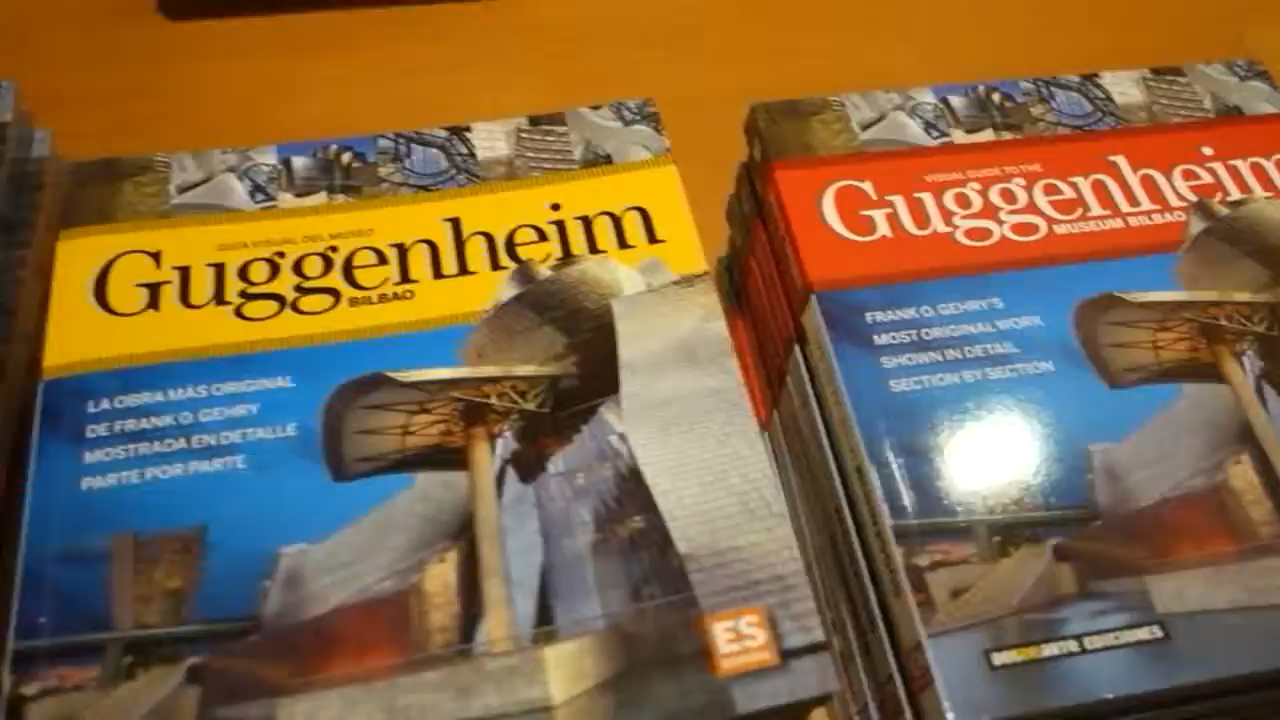 GUÍA VISUAL DEL MUSEO
Guggenheim
BILBAO
LA OBRA MÁS ORIGINAL
DE FRANK O. GEHRY
MOSTRADA EN DETALLE
PARTE POR PARTE
ES
VISUAL GUIDE TO THE
Guggenheim
MUSEUM BILBAO
FRANK O. GEHRY'S
MOST ORIGINAL WORK
SHOWN IN DETAIL
SECTION BY SECTION
EDICIONES